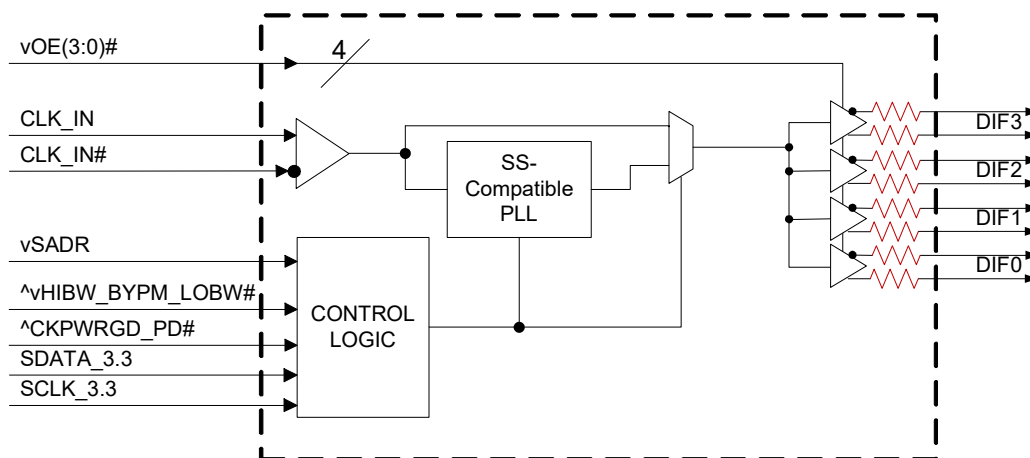 vOE(3:0)#
4
CLK_IN
CLK_IN#
SS-
Compatible
PLL
DIF3
DIF2
DIF1
DIF0
vSADR
^vHIBW_BYPM_LOBW#
^CKPWRGD_PD#
SDATA_3.3
SCLK_3.3
CONTROL
LOGIC